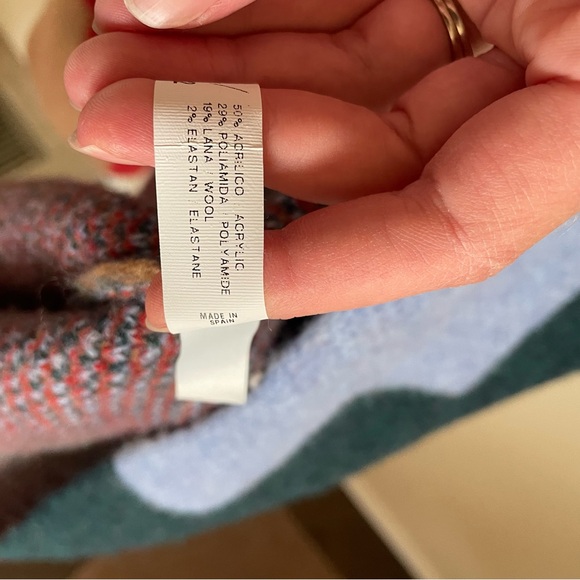 50% ACRILICO ACRYLIC
29% POLIAMIDA POLYAMIDE
19% LANA WOOL
2% ELASTAN ELASTANE
MADE IN
SPAIN